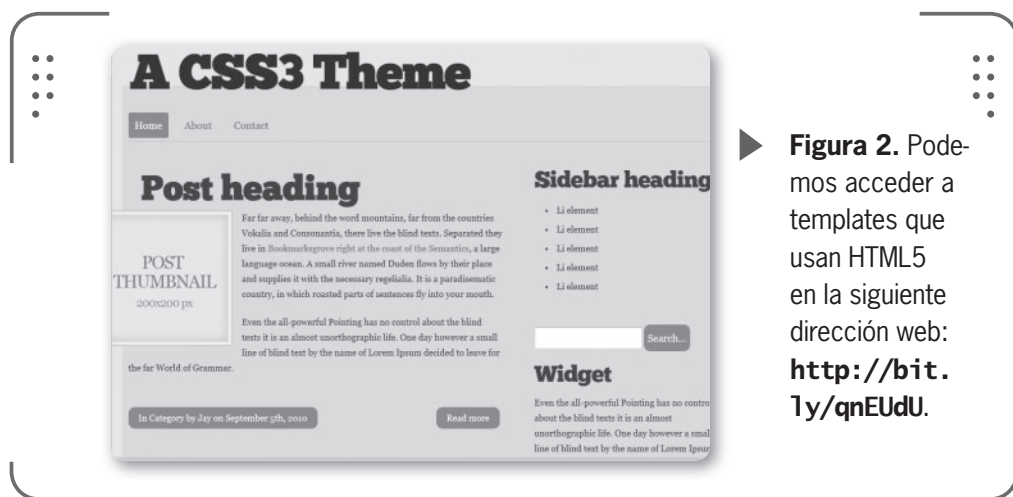 A CSS3 Theme
Home About Contact
Post heading
POST
THUMBNAIL
200x200 px
Far far away, behind the word mountains, far from the countries
Vokalia and Consonantia, there live the blind texts. Separated they
live in Bookmarksgrove right at the coast of the Semantics, a large
language ocean. A small river named Duden flows by their place
and supplies it with the necessary regelialia. It is a paradisematic
country, in which roasted parts of sentences fly into your mouth.
Even the all-powerful Pointing has no control about the blind
texts it is an almost unorthographic life. One day however a small
line of blind text by the name of Lorem Ipsum decided to leave for
the far World of Grammar.
In Category by Jay on September 5th, 2010
Read more
Sidebar heading
• Li element
• Li element
• Li element
• Li element
• Li element
Search...
Widget
Even the all-powerful Pointing has no contro
about the blind texts it is an almost
unorthographic life. One day however a smal
line of blind text by the name of Lorem Ipsum
Figura 2. Pode-
mos acceder a
templates que
usan HTML5
en la siguiente
dirección web:
http://bit.
ly/qnEUdU.